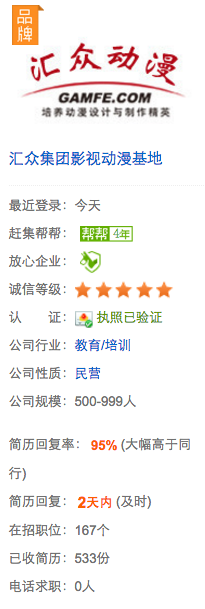 品
牌
汇众动漫
GAMFE.COM
培养动漫设计与制作精英
汇众集团影视动漫基地
最近登录：今天
赶集帮帮：帮帮 4年
放心企业：
诚信等级：
认　　证：执照已验证
公司行业：教育/培训
公司性质：民营
公司规模：500-999人
简历回复率：95% (大幅高于同
行)
简历回复：2天内 (及时)
在招职位：167个
已收简历：533份
电话求职：0人